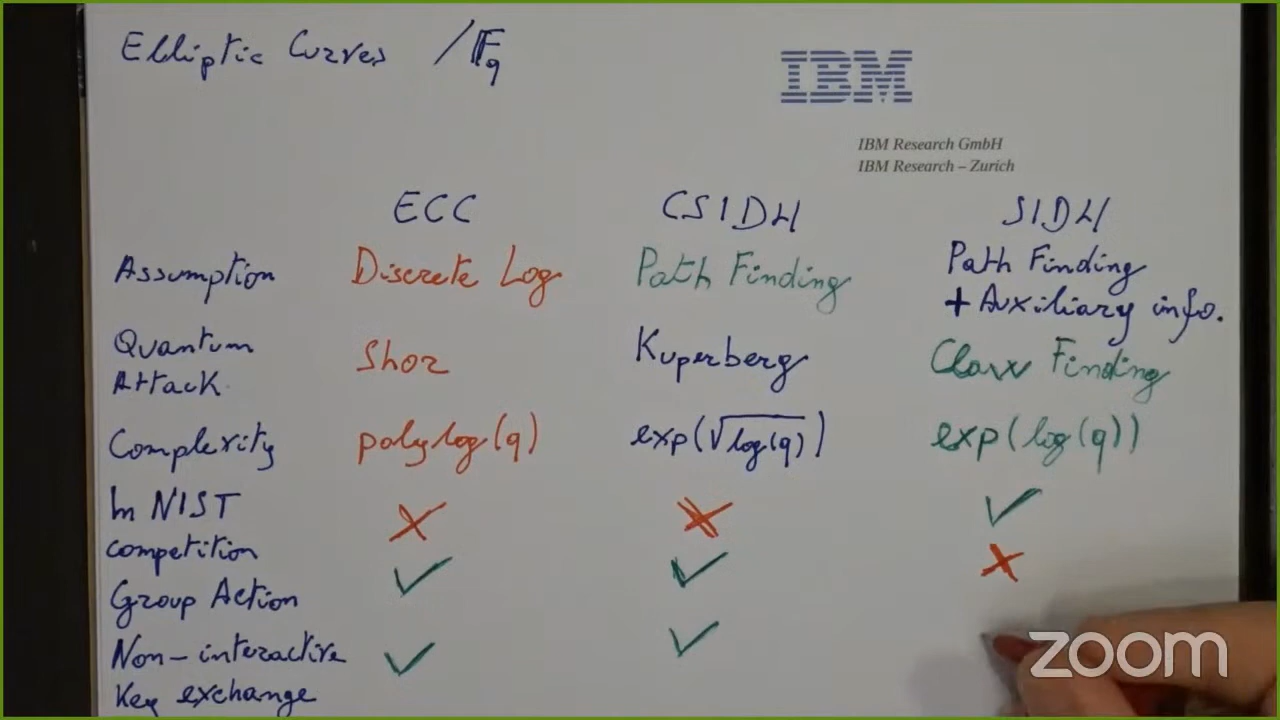 Elliptic Curves /𝔽q
IBM
IBM Research GmbH
IBM Research – Zurich
ECC CSIDH SIDH
Assumption Discrete Log Path Finding Path Finding
+ Auxiliary info.
Quantum Attack Shor Kuperberg Claw Finding
Complexity polylog(q) exp(√log(q)) exp(log(q))
In NIST competition ✗ ✗ ✓
Group Action ✓ ✓ ✗
Non-interactive Key exchange ✓ ✓
zoom